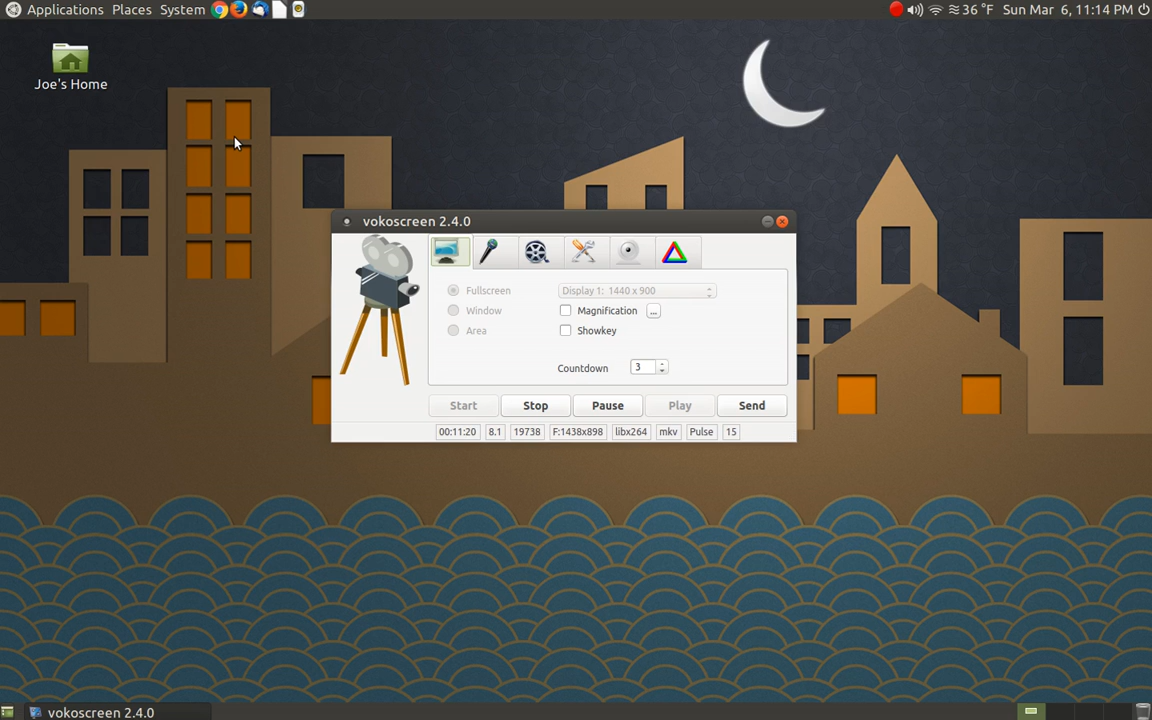 Applications Places System 36 °F Sun Mar 6, 11:14 PM
Joe's Home
vokoscreen 2.4.0
Fullscreen Display 1: 1440 x 900
Window Magnification ...
Area Showkey
Countdown 3
Start Stop Pause Play Send
00:11:20 8.1 19738 F:1438x898 libx264 mkv Pulse 15
vokoscreen 2.4.0